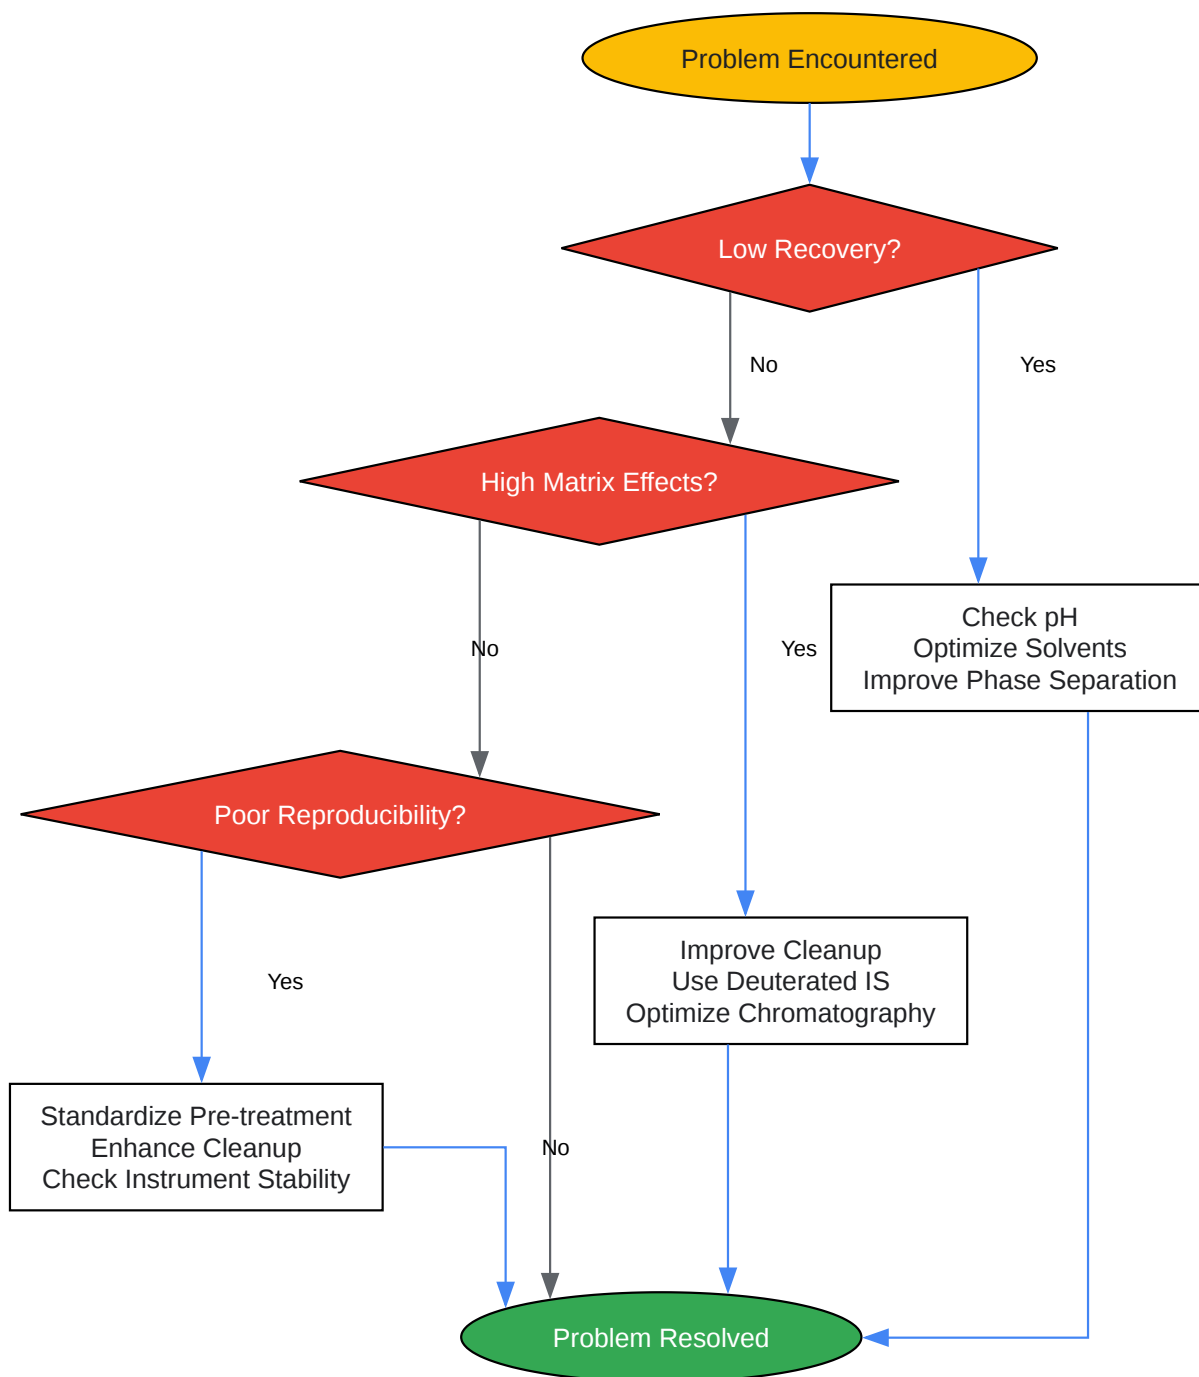 Problem Encountered
Low Recovery?
No
Yes
High Matrix Effects?
Check pH
Optimize Solvents
Improve Phase Separation
No
Yes
Poor Reproducibility?
Improve Cleanup
Use Deuterated IS
Optimize Chromatography
Yes
Standardize Pre-treatment
Enhance Cleanup
Check Instrument Stability
No
Problem Resolved